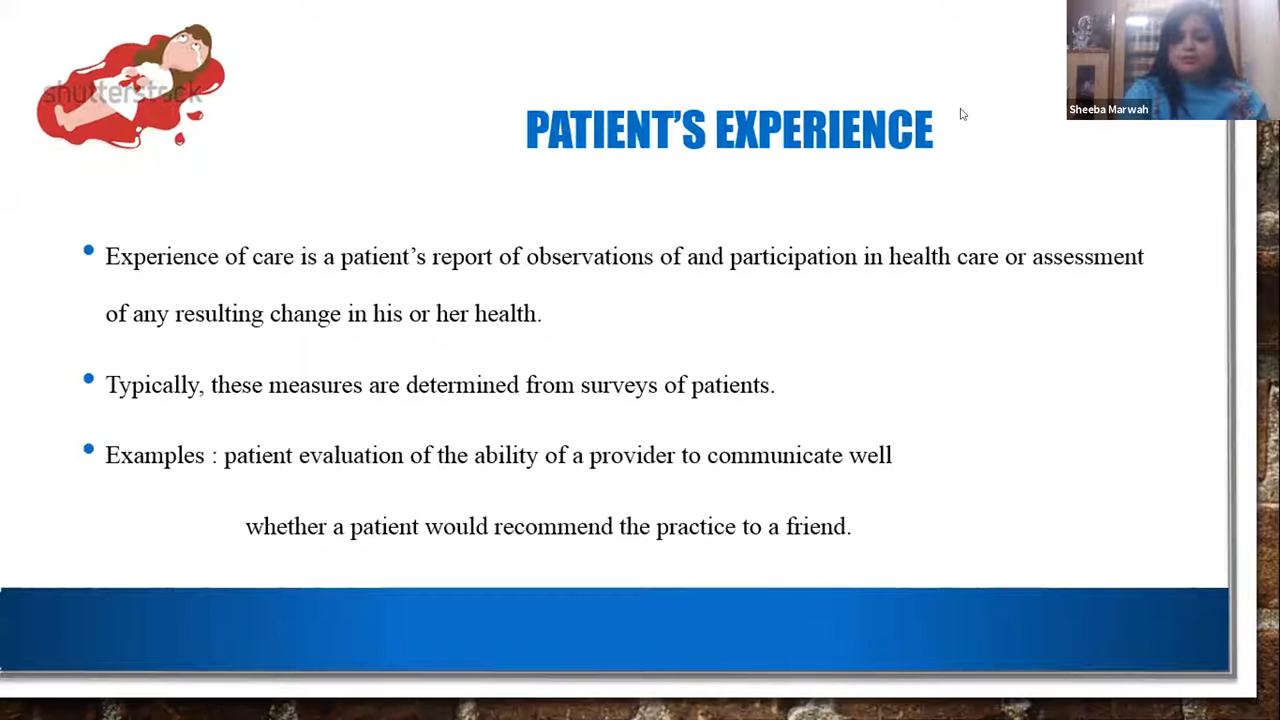 shutterstock
Sheeba Marwah
PATIENT'S EXPERIENCE
• Experience of care is a patient's report of observations of and participation in health care or assessment
of any resulting change in his or her health.
• Typically, these measures are determined from surveys of patients.
• Examples : patient evaluation of the ability of a provider to communicate well
whether a patient would recommend the practice to a friend.